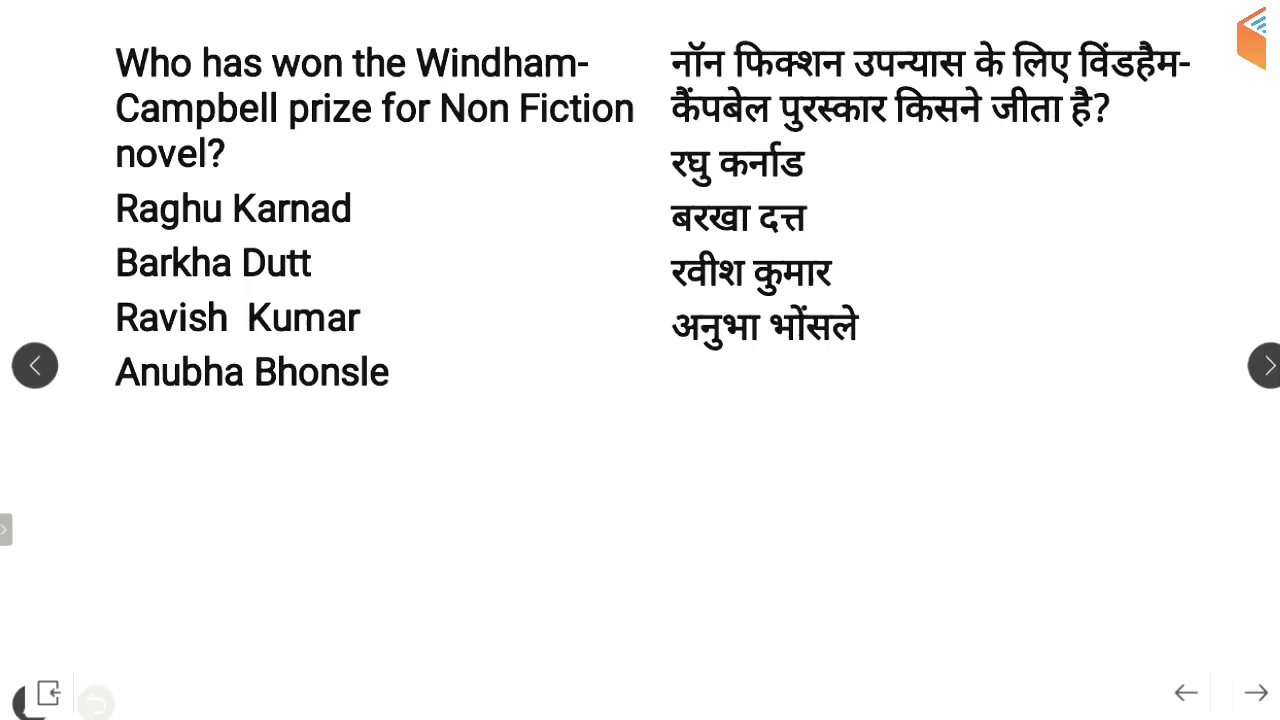 Who has won the Windham-
Campbell prize for Non Fiction
novel?
Raghu Karnad
Barkha Dutt
Ravish Kumar
Anubha Bhonsle
नॉन फिक्शन उपन्यास के लिए विंडहैम-
कैंपबेल पुरस्कार किसने जीता है?
रघु कर्नाड
बरखा दत्त
रवीश कुमार
अनुभा भोंसले